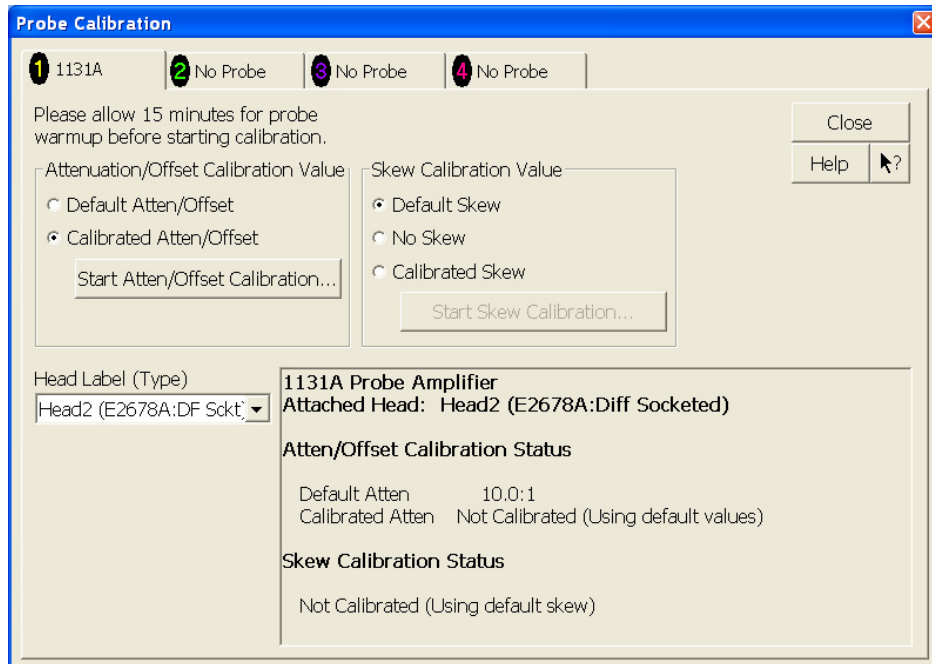 Probe Calibration
1 1131A
2 No Probe
3 No Probe
4 No Probe
Please allow 15 minutes for probe
warmup before starting calibration.
Close
Help ?
Attenuation/Offset Calibration Value
Default Atten/Offset
Calibrated Atten/Offset
Start Atten/Offset Calibration...
Skew Calibration Value
Default Skew
No Skew
Calibrated Skew
Start Skew Calibration...
Head Label (Type)
Head2 (E2678A:DF Sckt)
1131A Probe Amplifier
Attached Head: Head2 (E2678A:Diff Socketed)
Atten/Offset Calibration Status
Default Atten 10.0:1
Calibrated Atten Not Calibrated (Using default values)
Skew Calibration Status
Not Calibrated (Using default skew)